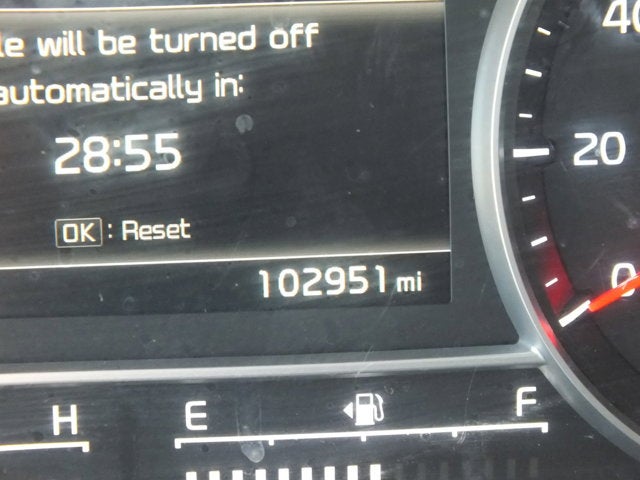 le will be turned off
automatically in:
28:55
OK : Reset
102951 mi
40
20
0
H
E
F